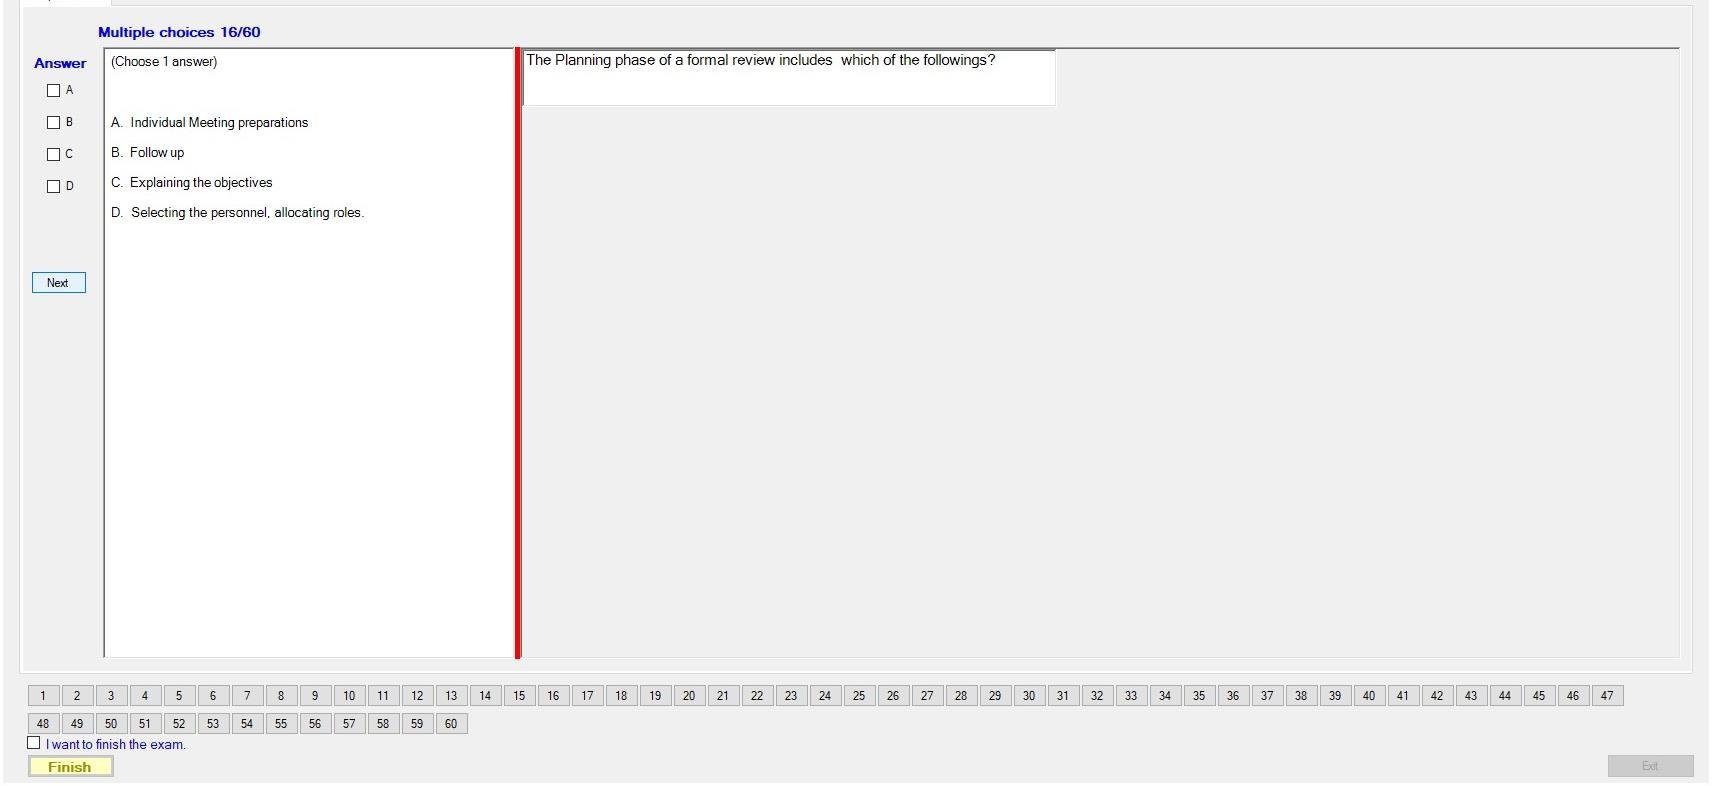 Multiple choices 16/60
Answer
(Choose 1 answer)
The Planning phase of a formal review includes  which of the followings?
A
B
A.  Individual Meeting preparations
C
B.  Follow up
D
C.  Explaining the objectives
D.  Selecting the personnel, allocating roles.
Next
1 2 3 4 5 6 7 8 9 10 11 12 13 14 15 16 17 18 19 20 21 22 23 24 25 26 27 28 29 30 31 32 33 34 35 36 37 38 39 40 41 42 43 44 45 46 47
48 49 50 51 52 53 54 55 56 57 58 59 60
I want to finish the exam.
Finish
Exit